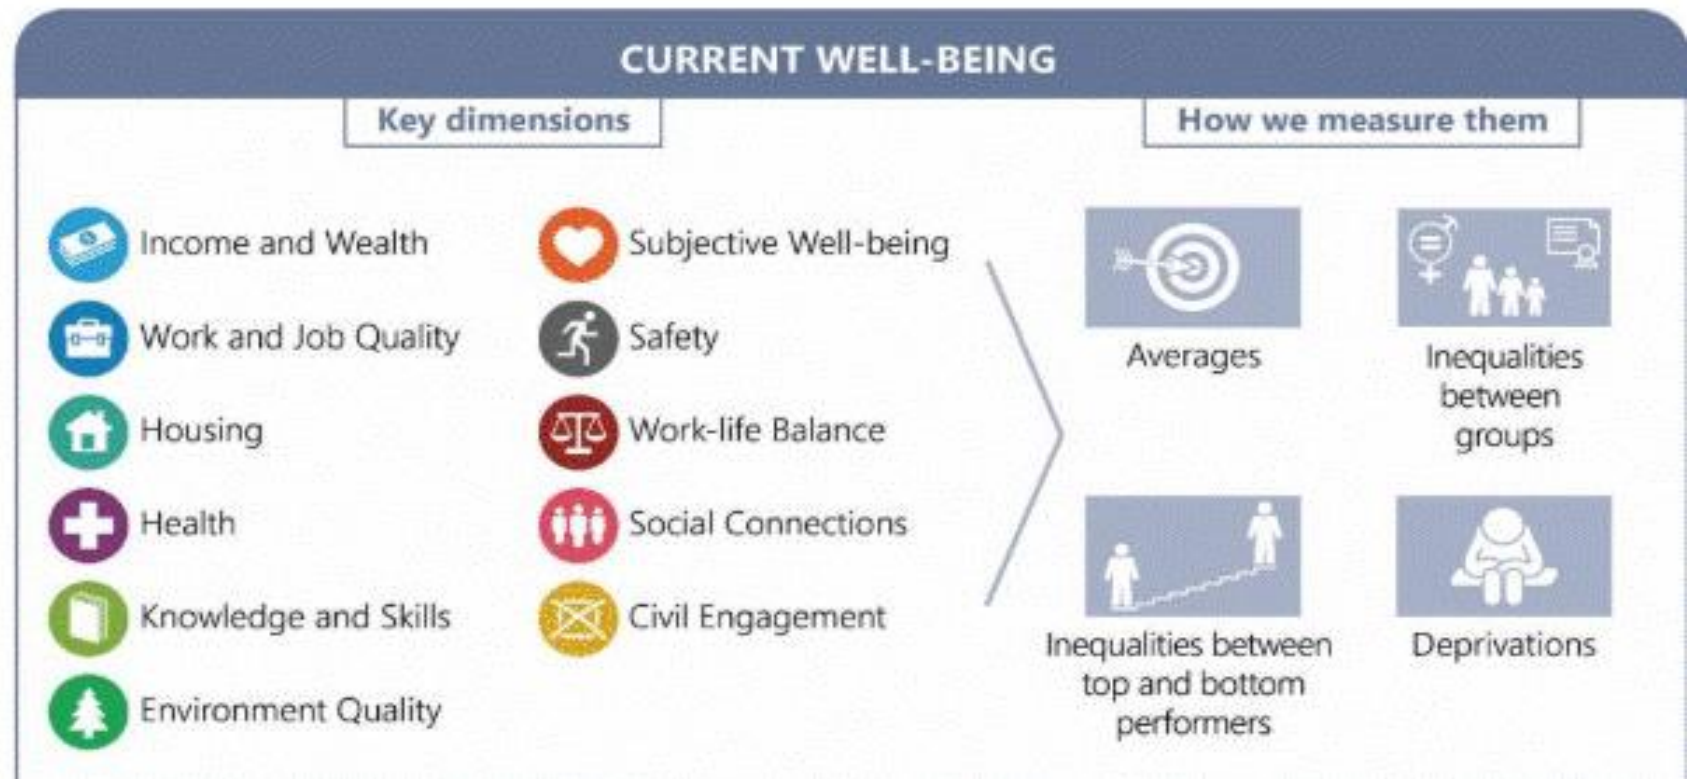 CURRENT WELL-BEING
Key dimensions
Income and Wealth
Work and Job Quality
Housing
Health
Knowledge and Skills
Environment Quality
Subjective Well-being
Safety
Work-life Balance
Social Connections
Civil Engagement
How we measure them
Averages
Inequalities
between
groups
Inequalities between
top and bottom
performers
Deprivations